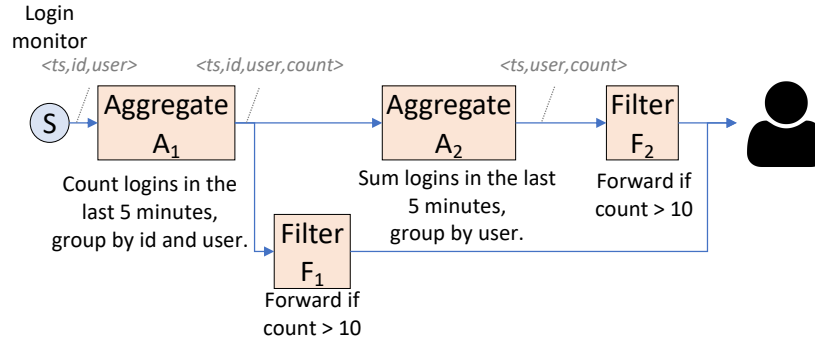 Login
monitor
<ts,id,user>
<ts,id,user,count>
<ts,user,count>
S
Aggregate
A₁
Aggregate
A₂
Filter
F₂
Count logins in the
last 5 minutes,
group by id and user.
Sum logins in the last
5 minutes,
group by user.
Forward if
count > 10
Filter
F₁
Forward if
count > 10